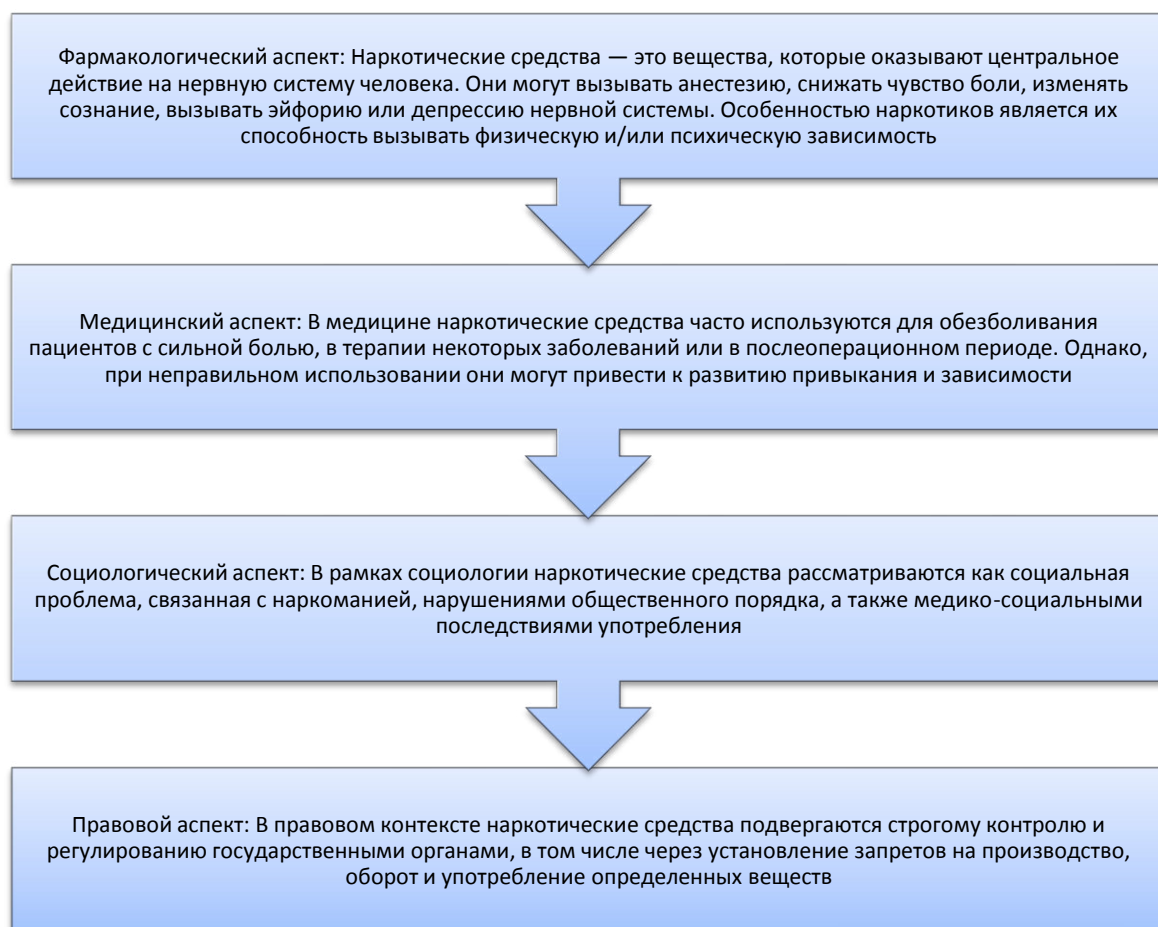 Фармакологический аспект: Наркотические средства — это вещества, которые оказывают центральное
действие на нервную систему человека. Они могут вызывать анестезию, снижать чувство боли, изменять
сознание, вызывать эйфорию или депрессию нервной системы. Особенностью наркотиков является их
способность вызывать физическую и/или психическую зависимость
Медицинский аспект: В медицине наркотические средства часто используются для обезболивания
пациентов с сильной болью, в терапии некоторых заболеваний или в послеоперационном периоде. Однако,
при неправильном использовании они могут привести к развитию привыкания и зависимости
Социологический аспект: В рамках социологии наркотические средства рассматриваются как социальная
проблема, связанная с наркоманией, нарушениями общественного порядка, а также медико-социальными
последствиями употребления
Правовой аспект: В правовом контексте наркотические средства подвергаются строгому контролю и
регулированию государственными органами, в том числе через установление запретов на производство,
оборот и употребление определенных веществ